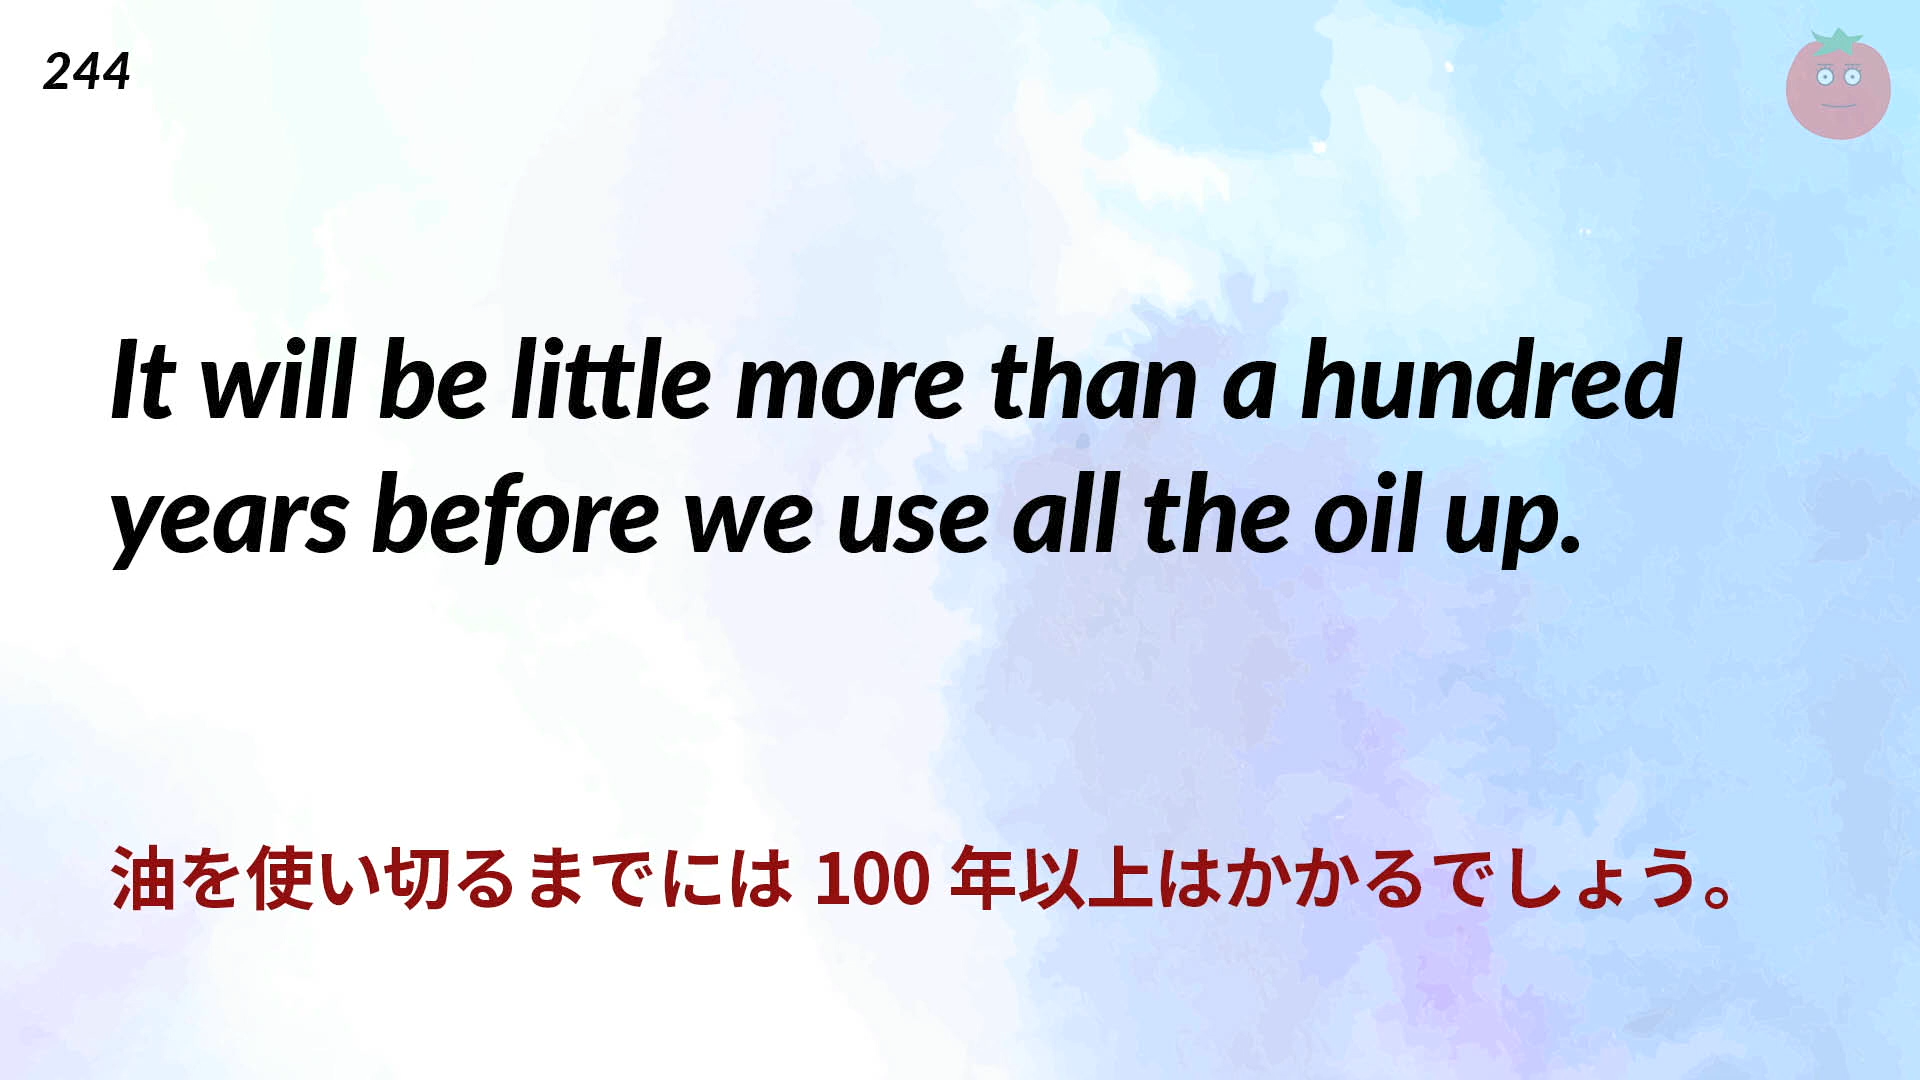 244
It will be little more than a hundred
years before we use all the oil up.
油を使い切るまでには 100 年以上はかかるでしょう。